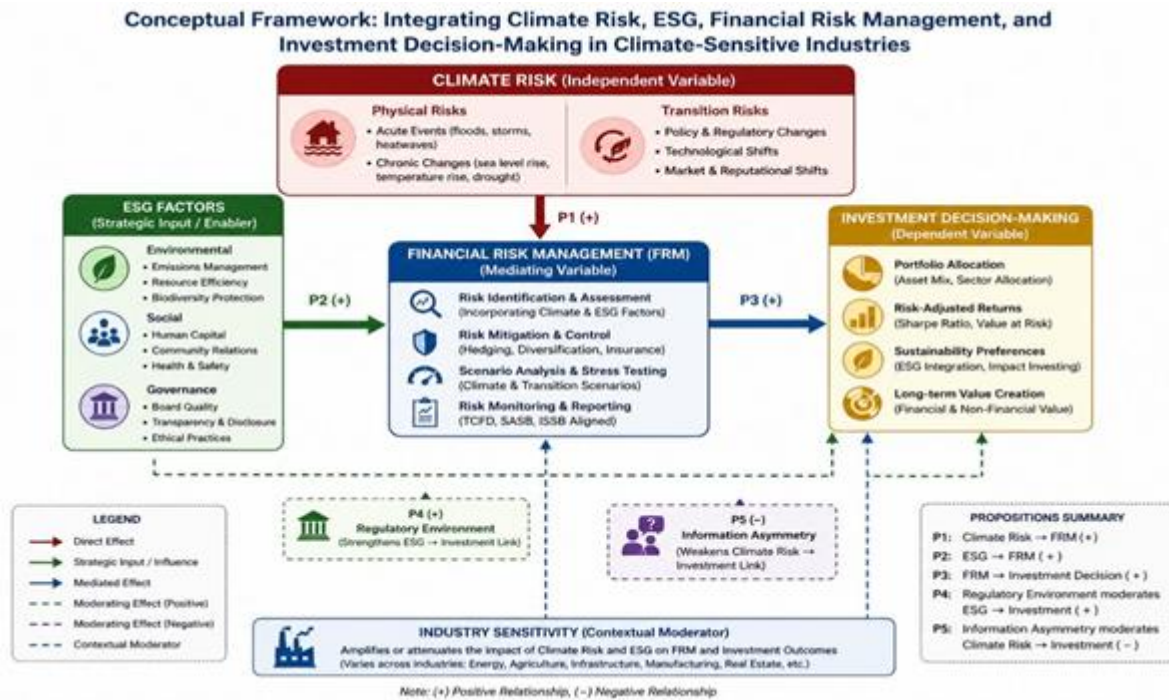 Conceptual Framework: Integrating Climate Risk, ESG, Financial Risk Management, and
Investment Decision-Making in Climate-Sensitive Industries
CLIMATE RISK (Independent Variable)
Physical Risks
• Acute Events (floods, storms,
heatwaves)
• Chronic Changes (sea level rise,
temperature rise, drought)
Transition Risks
• Policy & Regulatory Changes
• Technological Shifts
• Market & Reputational Shifts
P1 (+)
ESG FACTORS
(Strategic Input / Enabler)
Environmental
• Emissions Management
• Resource Efficiency
• Biodiversity Protection
Social
• Human Capital
• Community Relations
• Health & Safety
Governance
• Board Quality
• Transparency & Disclosure
• Ethical Practices
P2 (+)
FINANCIAL RISK MANAGEMENT (FRM)
(Mediating Variable)
Risk Identification & Assessment
(Incorporating Climate & ESG Factors)
Risk Mitigation & Control
(Hedging, Diversification, Insurance)
Scenario Analysis & Stress Testing
(Climate & Transition Scenarios)
Risk Monitoring & Reporting
(TCFD, SASB, ISSB Aligned)
P3 (+)
INVESTMENT DECISION-MAKING
(Dependent Variable)
Portfolio Allocation
(Asset Mix, Sector Allocation)
Risk-Adjusted Returns
(Sharpe Ratio, Value at Risk)
Sustainability Preferences
(ESG Integration, Impact Investing)
Long-term Value Creation
(Financial & Non-Financial Value)
LEGEND
Direct Effect
Strategic Input / Influence
Mediated Effect
Moderating Effect (Positive)
Moderating Effect (Negative)
Contextual Moderator
P4 (+)
Regulatory Environment
(Strengthens ESG → Investment Link)
P5 (−)
Information Asymmetry
(Weakens Climate Risk →
Investment Link)
?
PROPOSITIONS SUMMARY
P1: Climate Risk → FRM (+)
P2: ESG → FRM ( + )
P3: FRM → Investment Decision ( + )
P4: Regulatory Environment moderates
ESG → Investment ( + )
P5: Information Asymmetry moderates
Climate Risk → Investment ( − )
INDUSTRY SENSITIVITY (Contextual Moderator)
Amplifies or attenuates the impact of Climate Risk and ESG on FRM and Investment Outcomes
(Varies across industries: Energy, Agriculture, Infrastructure, Manufacturing, Real Estate, etc.)
Note: (+) Positive Relationship, (−) Negative Relationship